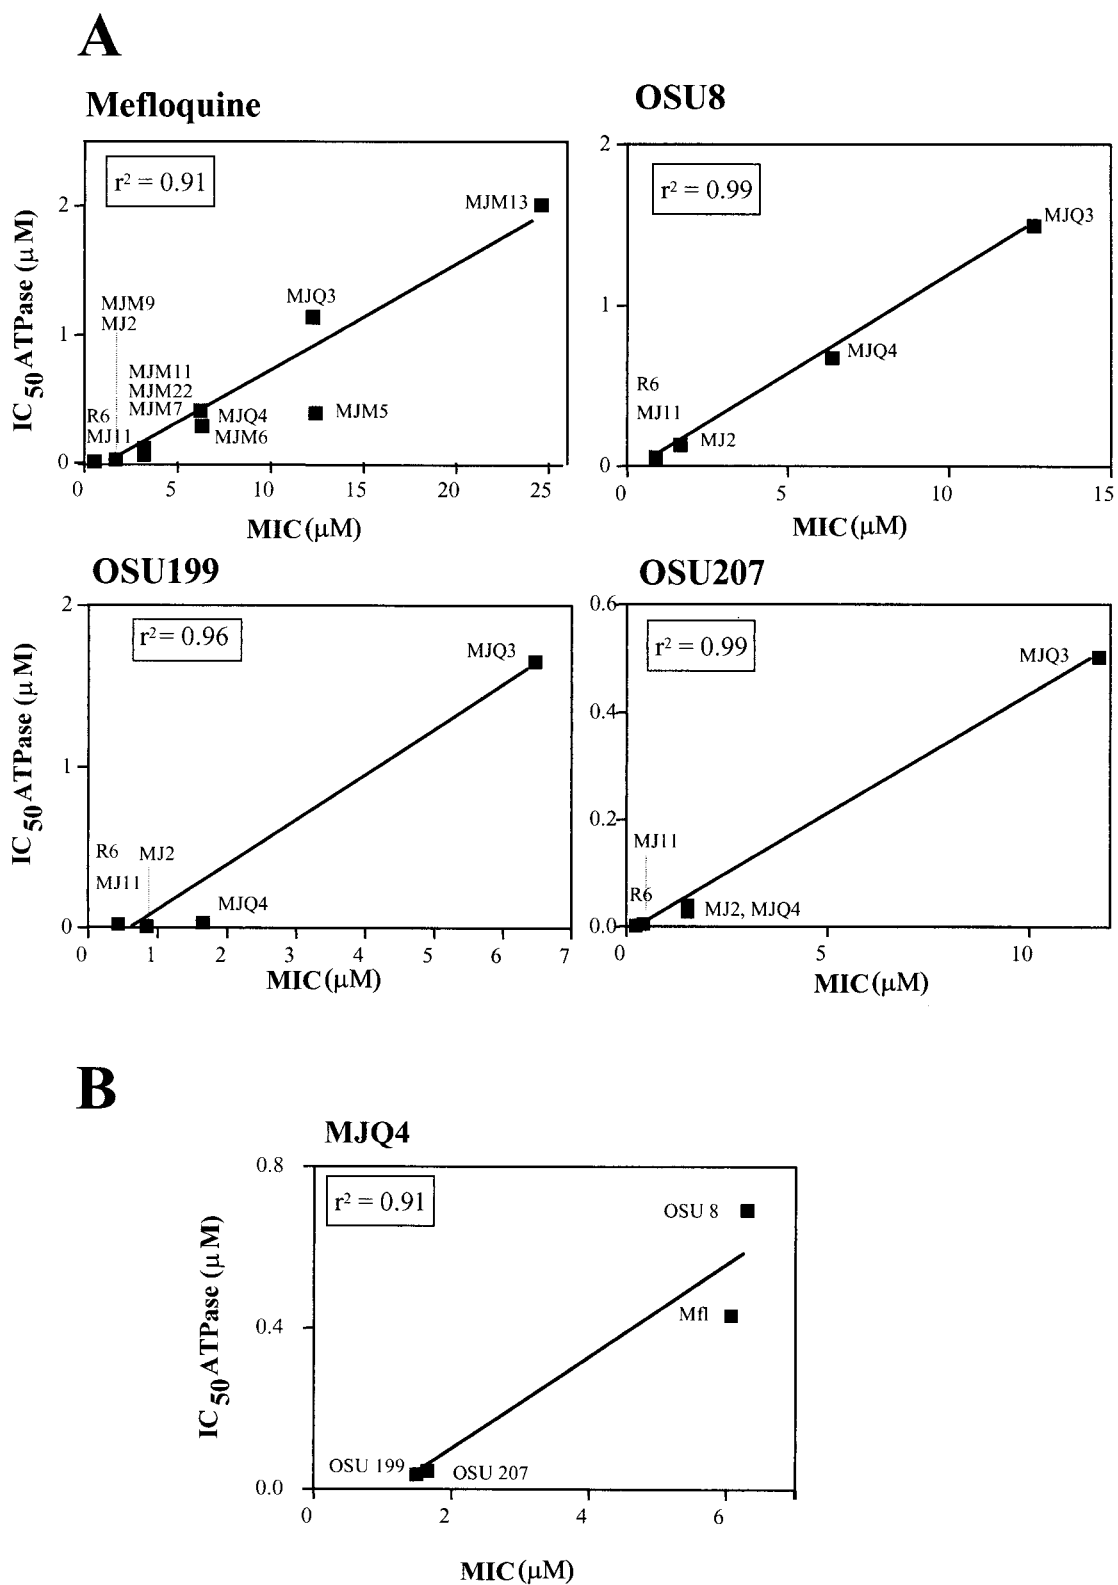 A
Mefloquine
r² = 0.91
IC50 ATPase (μM)
2
1
0
MJM13
MJQ3
MJM9
MJ2
MJM11
MJM22
MJM7
R6
MJ11
MJQ4
MJM6
MJM5
0 5 10 15 20 25
MIC (μM)
OSU8
r² = 0.99
2
1
0
MJQ3
MJQ4
R6
MJ11
MJ2
0 5 10 15
MIC (μM)
OSU199
r² = 0.96
IC50 ATPase (μM)
2
1
0
MJQ3
R6
MJ2
MJ11
MJQ4
0 1 2 3 4 5 6 7
MIC (μM)
OSU207
r² = 0.99
0.6
0.4
0.2
0.0
MJQ3
MJ11
R6
MJ2, MJQ4
0 5 10
MIC (μM)
B
MJQ4
r² = 0.91
IC50 ATPase (μM)
0.8
0.4
0.0
OSU 8
Mfl
OSU 199
OSU 207
0 2 4 6
MIC (μM)